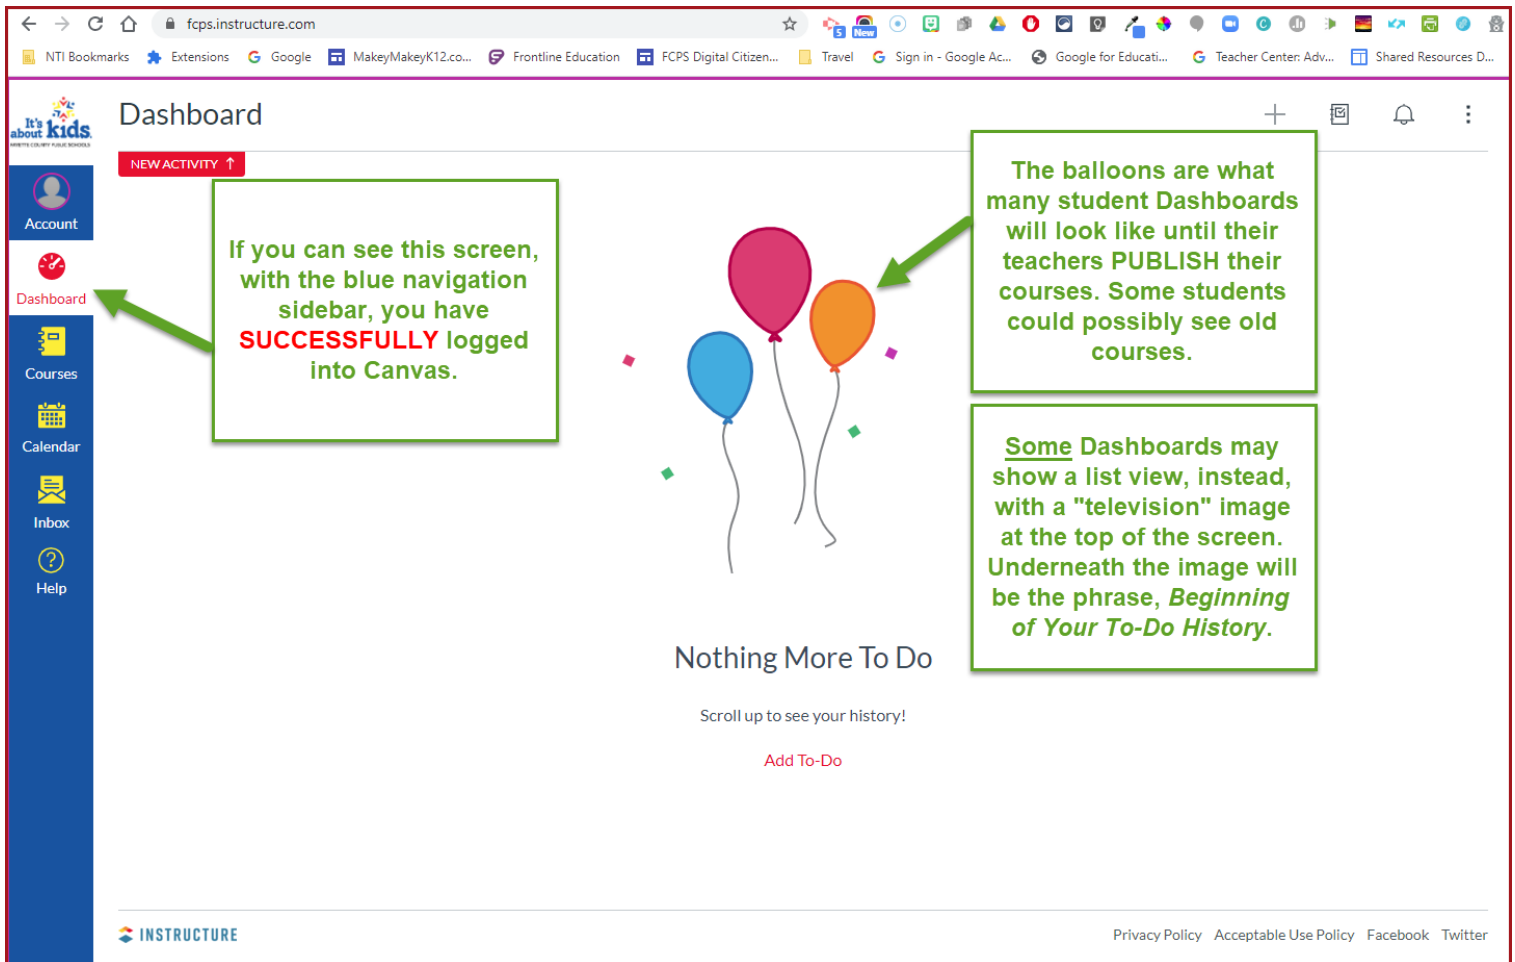 fcps.instructure.com
5
New
NTI Bookmarks
Extensions
Google
MakeyMakeyK12.co...
Frontline Education
FCPS Digital Citizen...
Travel
Sign in - Google Ac...
Google for Educati...
Teacher Center: Adv...
Shared Resources D...
It's
about kids.
FAYETTE COUNTY PUBLIC SCHOOLS
Dashboard
NEW ACTIVITY ↑
Account
Dashboard
Courses
Calendar
Inbox
Help
If you can see this screen,
with the blue navigation
sidebar, you have
SUCCESSFULLY logged
into Canvas.
The balloons are what
many student Dashboards
will look like until their
teachers PUBLISH their
courses. Some students
could possibly see old
courses.
Some Dashboards may
show a list view, instead,
with a "television" image
at the top of the screen.
Underneath the image will
be the phrase, Beginning
of Your To-Do History.
Nothing More To Do
Scroll up to see your history!
Add To-Do
INSTRUCTURE
Privacy Policy
Acceptable Use Policy
Facebook
Twitter